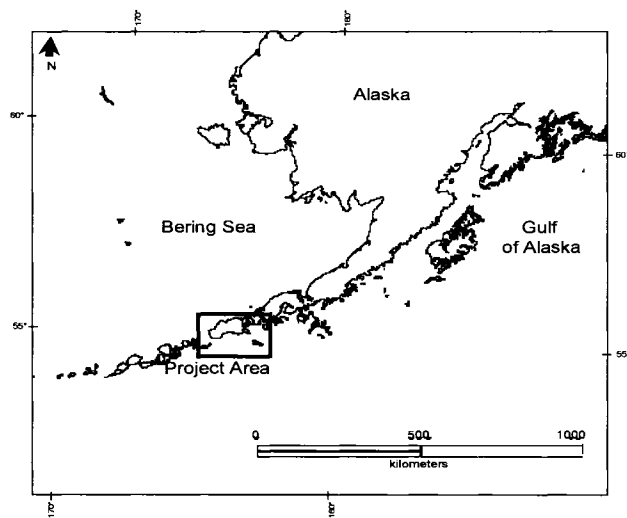 170°
180°
N
Alaska
60°
60
Bering Sea
Gulf
of Alaska
55°
55
Project Area
0 500 1000
kilometers
170°
180°